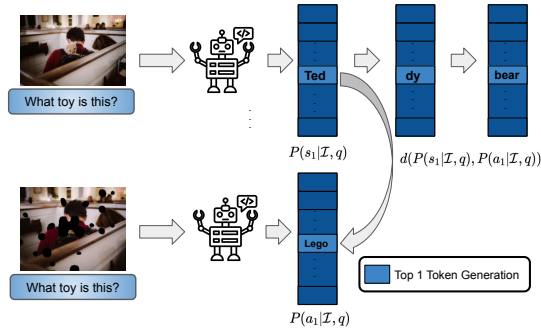 What toy is this?
</>
Ted
dy
bear
P(s₁|ℐ, q)
d(P(s₁|ℐ, q), P(a₁|ℐ, q))
What toy is this?
</>
Lego
P(a₁|ℐ, q)
Top 1 Token Generation